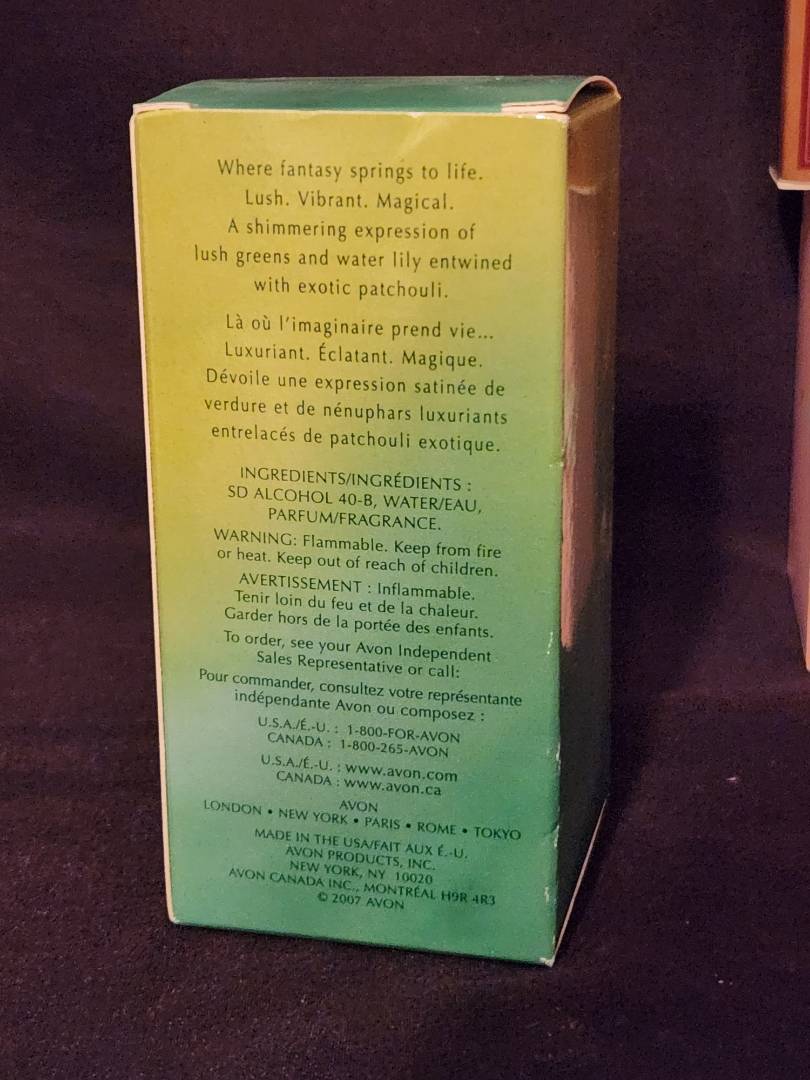 Where fantasy springs to life.
Lush. Vibrant. Magical.
A shimmering expression of
lush greens and water lily entwined
with exotic patchouli.
Là où l'imaginaire prend vie...
Luxuriant. Éclatant. Magique.
Dévoile une expression satinée de
verdure et de nénuphars luxuriants
entrelacés de patchouli exotique.
INGREDIENTS/INGRÉDIENTS :
SD ALCOHOL 40-B, WATER/EAU,
PARFUM/FRAGRANCE.
WARNING: Flammable. Keep from fire
or heat. Keep out of reach of children.
AVERTISSEMENT : Inflammable.
Tenir loin du feu et de la chaleur.
Garder hors de la portée des enfants.
To order, see your Avon Independent
Sales Representative or call:
Pour commander, consultez votre représentante
indépendante Avon ou composez :
U.S.A./É.-U. : 1-800-FOR-AVON
CANADA : 1-800-265-AVON
U.S.A./É.-U. : www.avon.com
CANADA : www.avon.ca
AVON
LONDON • NEW YORK • PARIS • ROME • TOKYO
MADE IN THE USA/FAIT AUX É.-U.
AVON PRODUCTS, INC.
NEW YORK, NY 10020
AVON CANADA INC., MONTRÉAL H9R 4R3
© 2007 AVON